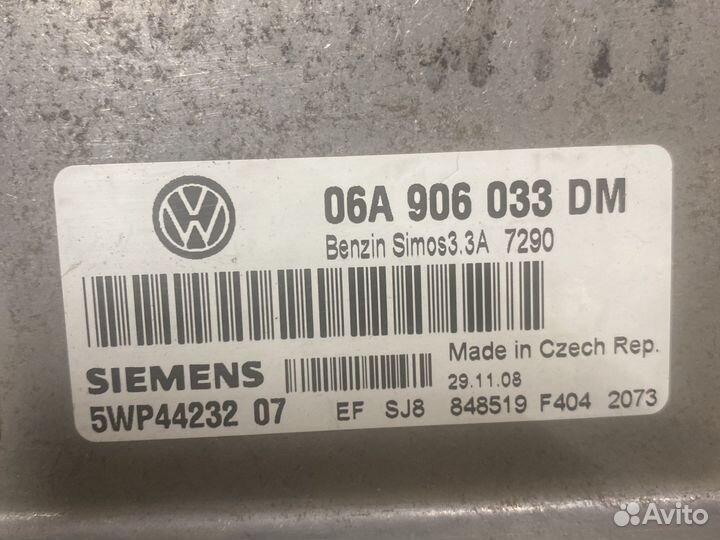 06A 906 033 DM
Benzin Simos3.3A 7290
Made in Czech Rep.
SIEMENS
29.11.08
5WP44232 07 EF SJ8 848519 F404 2073
Avito